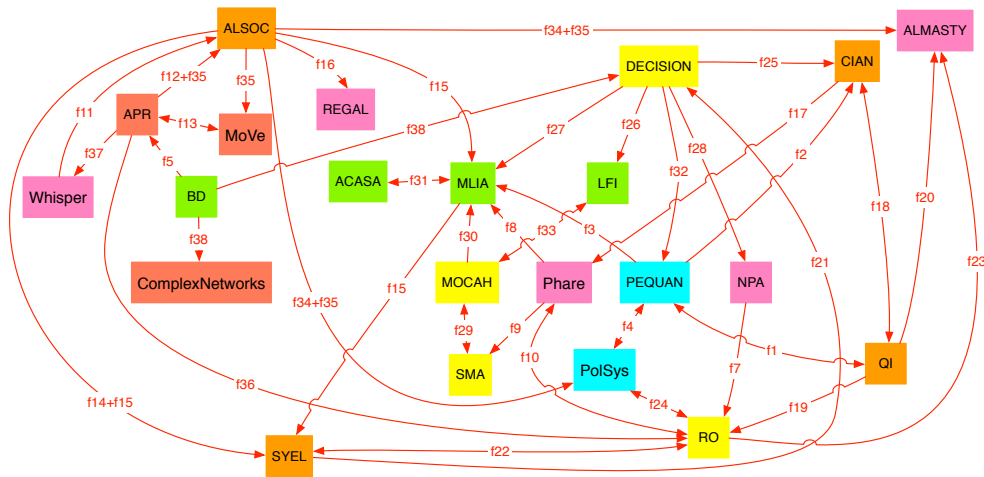 ALSOC
f34+f35
ALMASTY
CIAN
DECISION
f25
f16
f12+f35
f35
f15
f11
REGAL
APR
f13
MoVe
f38
f27
f26
f17
f28
f2
f37
f5
f32
ACASA
f31
MLIA
LFI
Whisper
BD
f18
f20
f8
f33
f3
f30
f38
f23
f21
ComplexNetworks
MOCAH
Phare
PEQUAN
NPA
f15
f34+f35
f29
f9
f4
f10
f1
f7
QI
SMA
PolSys
f36
f14+f15
f24
f19
RO
f22
SYEL